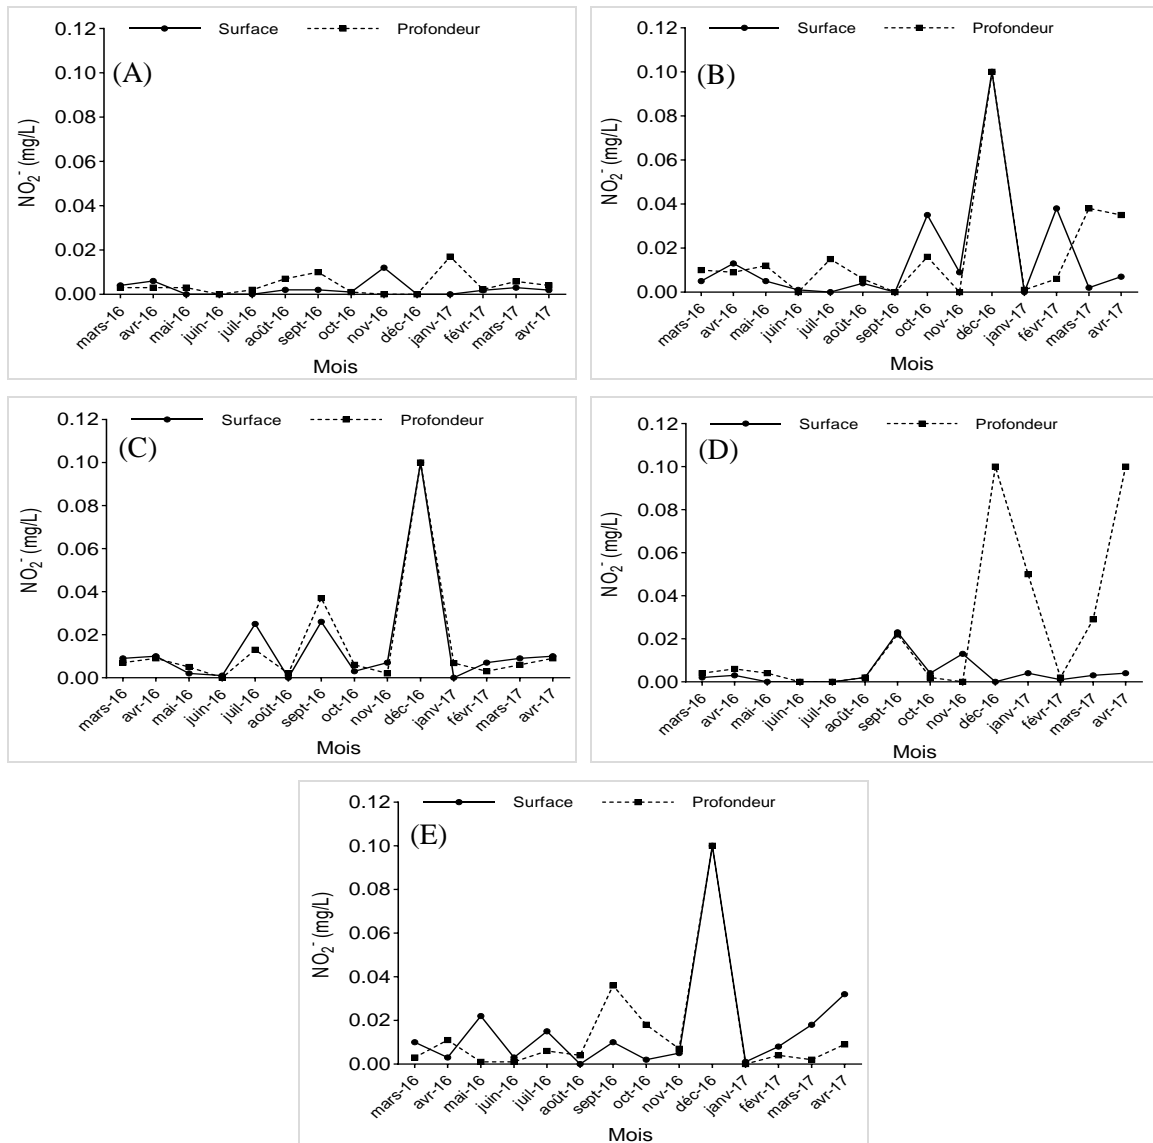 Surface Profondeur
(A)
NO2- (mg/L)
0.12
0.10
0.08
0.06
0.04
0.02
0.00
mars-16 avr-16 mai-16 juin-16 juil-16 août-16 sept-16 oct-16 nov-16 déc-16 janv-17 févr-17 mars-17 avr-17
Mois
Surface Profondeur
(B)
NO2- (mg/L)
0.12
0.10
0.08
0.06
0.04
0.02
0.00
mars-16 avr-16 mai-16 juin-16 juil-16 août-16 sept-16 oct-16 nov-16 déc-16 janv-17 févr-17 mars-17 avr-17
Mois
Surface Profondeur
(C)
NO2- (mg/L)
0.12
0.10
0.08
0.06
0.04
0.02
0.00
mars-16 avr-16 mai-16 juin-16 juil-16 août-16 sept-16 oct-16 nov-16 déc-16 janv-17 févr-17 mars-17 avr-17
Mois
Surface Profondeur
(D)
NO2- (mg/L)
0.12
0.10
0.08
0.06
0.04
0.02
0.00
mars-16 avr-16 mai-16 juin-16 juil-16 août-16 sept-16 oct-16 nov-16 déc-16 janv-17 févr-17 mars-17 avr-17
Mois
Surface Profondeur
(E)
NO2- (mg/L)
0.12
0.10
0.08
0.06
0.04
0.02
0.00
mars-16 avr-16 mai-16 juin-16 juil-16 août-16 sept-16 oct-16 nov-16 déc-16 janv-17 févr-17 mars-17 avr-17
Mois